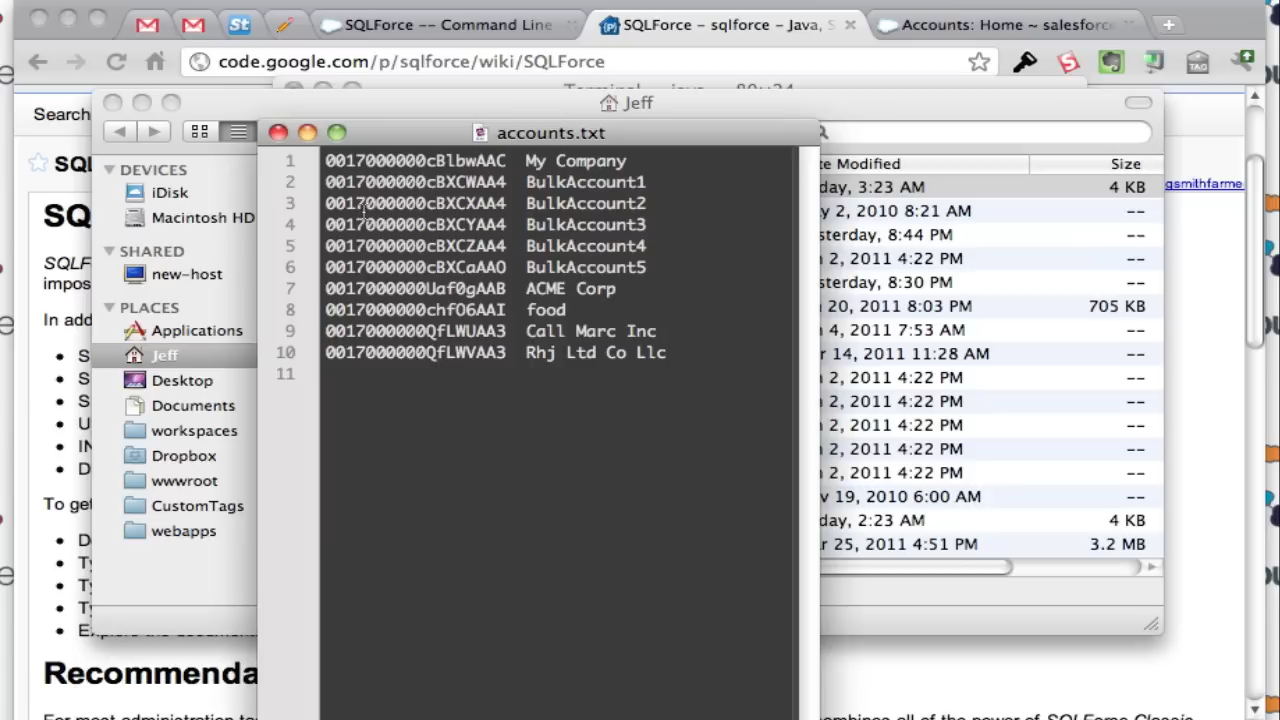 SQLForce -- Command Line
SQLForce - sqlforce - Java, S
Accounts: Home ~ salesforce
code.google.com/p/sqlforce/wiki/SQLForce
Jeff
accounts.txt
Search
DEVICES
iDisk
Macintosh HD
SHARED
new-host
PLACES
Applications
Jeff
Desktop
Documents
workspaces
Dropbox
wwwroot
CustomTags
webapps
1 0017000000cBlbwAAC My Company
2 0017000000cBXCWAA4 BulkAccount1
3 0017000000cBXCXAA4 BulkAccount2
4 0017000000cBXCYAA4 BulkAccount3
5 0017000000cBXCZAA4 BulkAccount4
6 0017000000cBXCaAAO BulkAccount5
7 0017000000Uaf0gAAB ACME Corp
8 0017000000chfO6AAI food
9 0017000000QfLWUAA3 Call Marc Inc
10 0017000000QfLWVAA3 Rhj Ltd Co Llc
11
te Modified Size
day, 3:23 AM 4 KB
y 2, 2010 8:21 AM --
sterday, 8:44 PM --
2, 2011 4:22 PM --
sterday, 8:30 PM --
20, 2011 8:03 PM 705 KB
4, 2011 7:53 AM --
r 14, 2011 11:28 AM --
2, 2011 4:22 PM --
2, 2011 4:22 PM --
2, 2011 4:22 PM --
2, 2011 4:22 PM --
2, 2011 4:22 PM --
v 19, 2010 6:00 AM --
day, 2:23 AM 4 KB
r 25, 2011 4:51 PM 3.2 MB
gsmithfarme
SQL
SQ
SQLF
impos
In add
To get
Recommenda